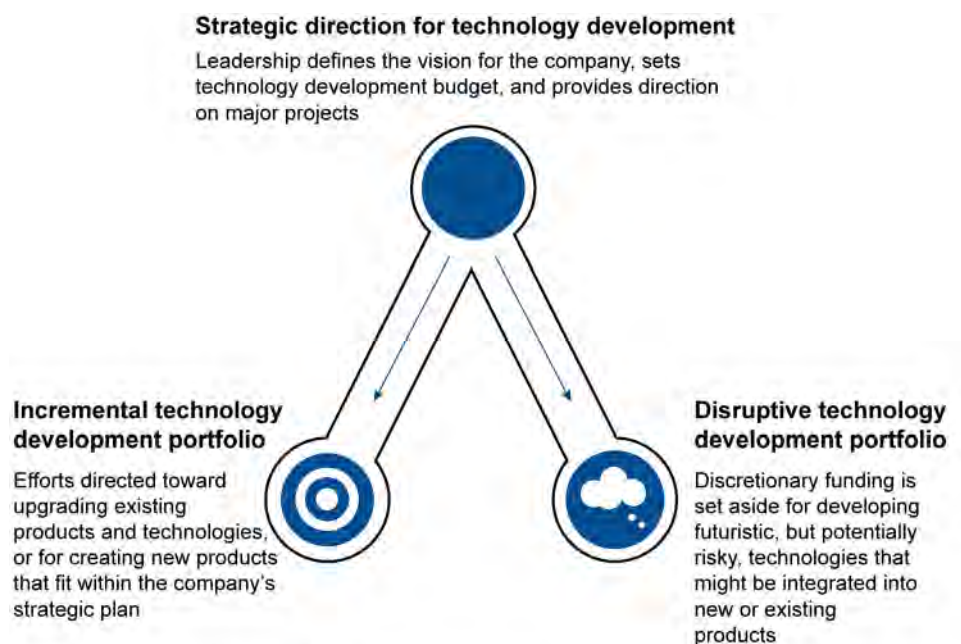 Strategic direction for technology development
Leadership defines the vision for the company, sets
technology development budget, and provides direction
on major projects
Incremental technology
development portfolio
Efforts directed toward
upgrading existing
products and technologies,
or for creating new products
that fit within the company's
strategic plan
Disruptive technology
development portfolio
Discretionary funding is
set aside for developing
futuristic, but potentially
risky, technologies that
might be integrated into
new or existing
products